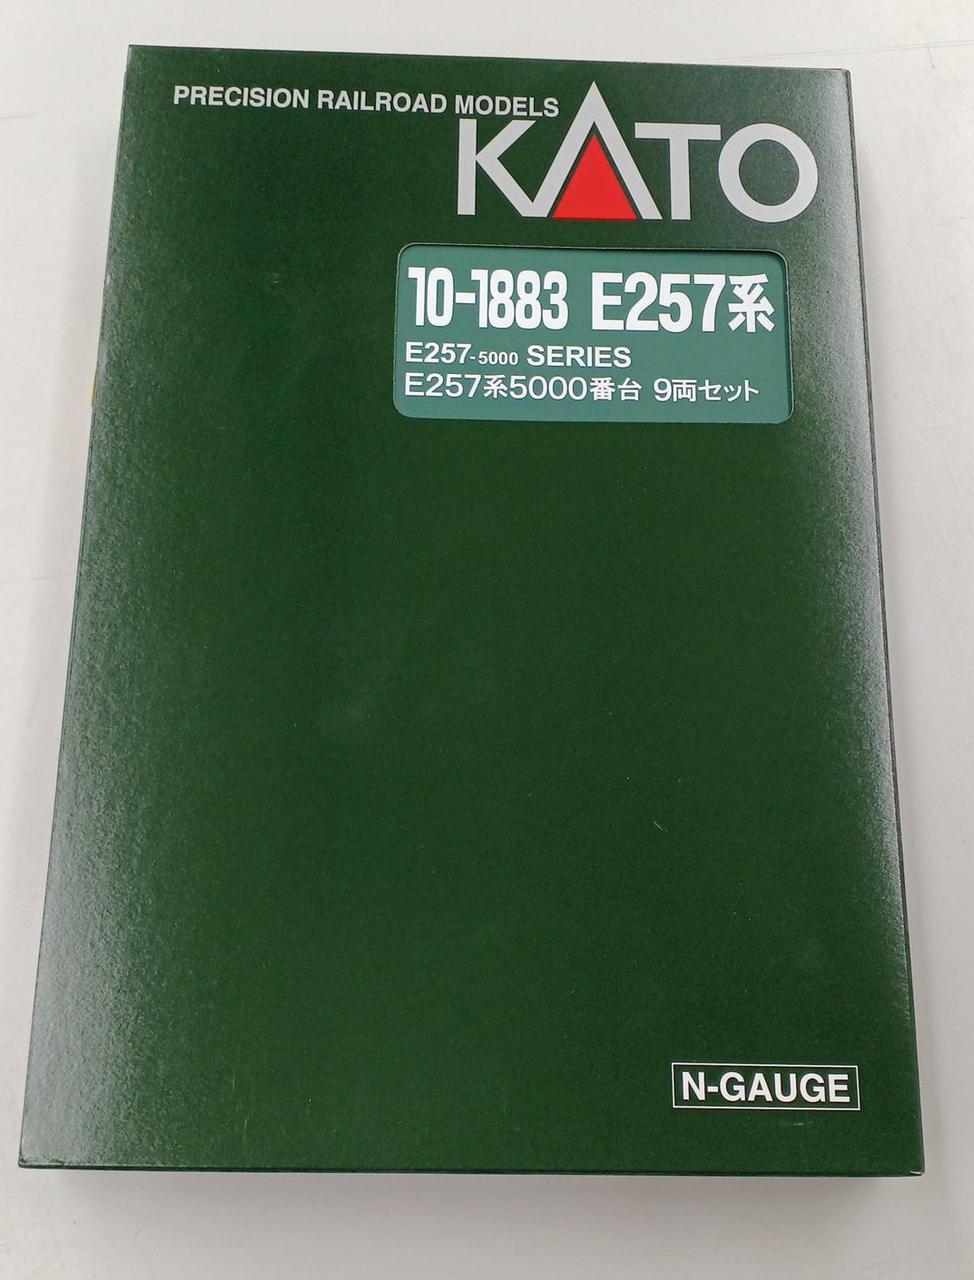 PRECISION RAILROAD MODELS
KATO
10-1883 E257系
E257-5000 SERIES
E257系5000番台 9両セット
N-GAUGE